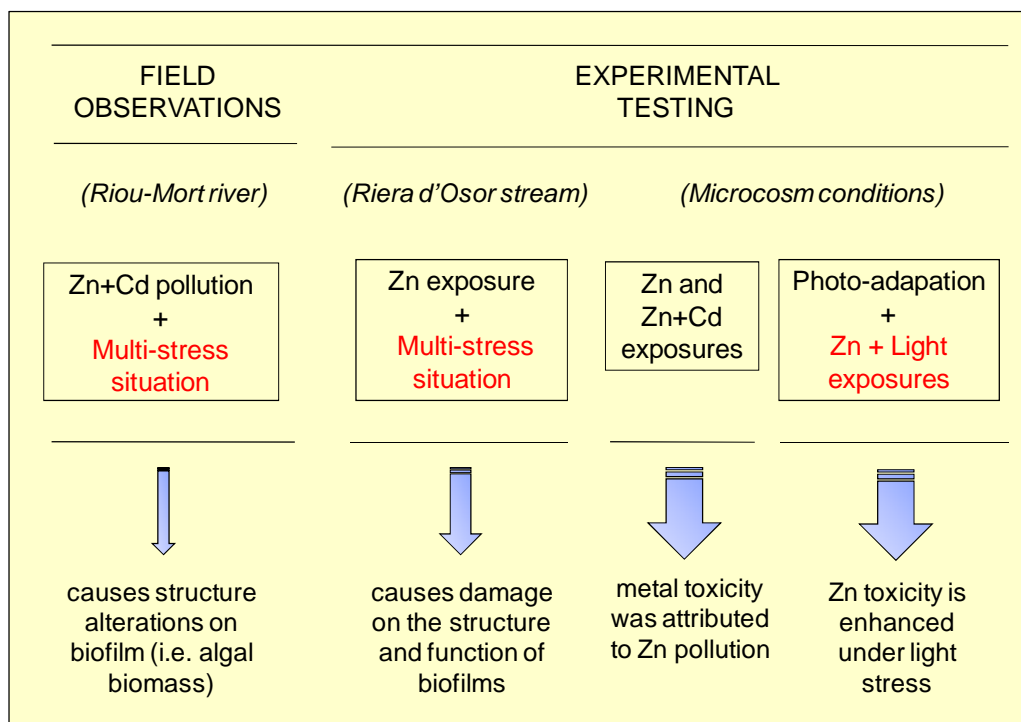 FIELD
OBSERVATIONS
EXPERIMENTAL
TESTING
(Riou-Mort river)
(Riera d'Osor stream)
(Microcosm conditions)
Zn+Cd pollution
+
Multi-stress
situation
Zn exposure
+
Multi-stress
situation
Zn and
Zn+Cd
exposures
Photo-adapation
+
Zn + Light
exposures
causes structure
alterations on
biofilm (i.e. algal
biomass)
causes damage
on the structure
and function of
biofilms
metal toxicity
was attributed
to Zn pollution
Zn toxicity is
enhanced
under light
stress